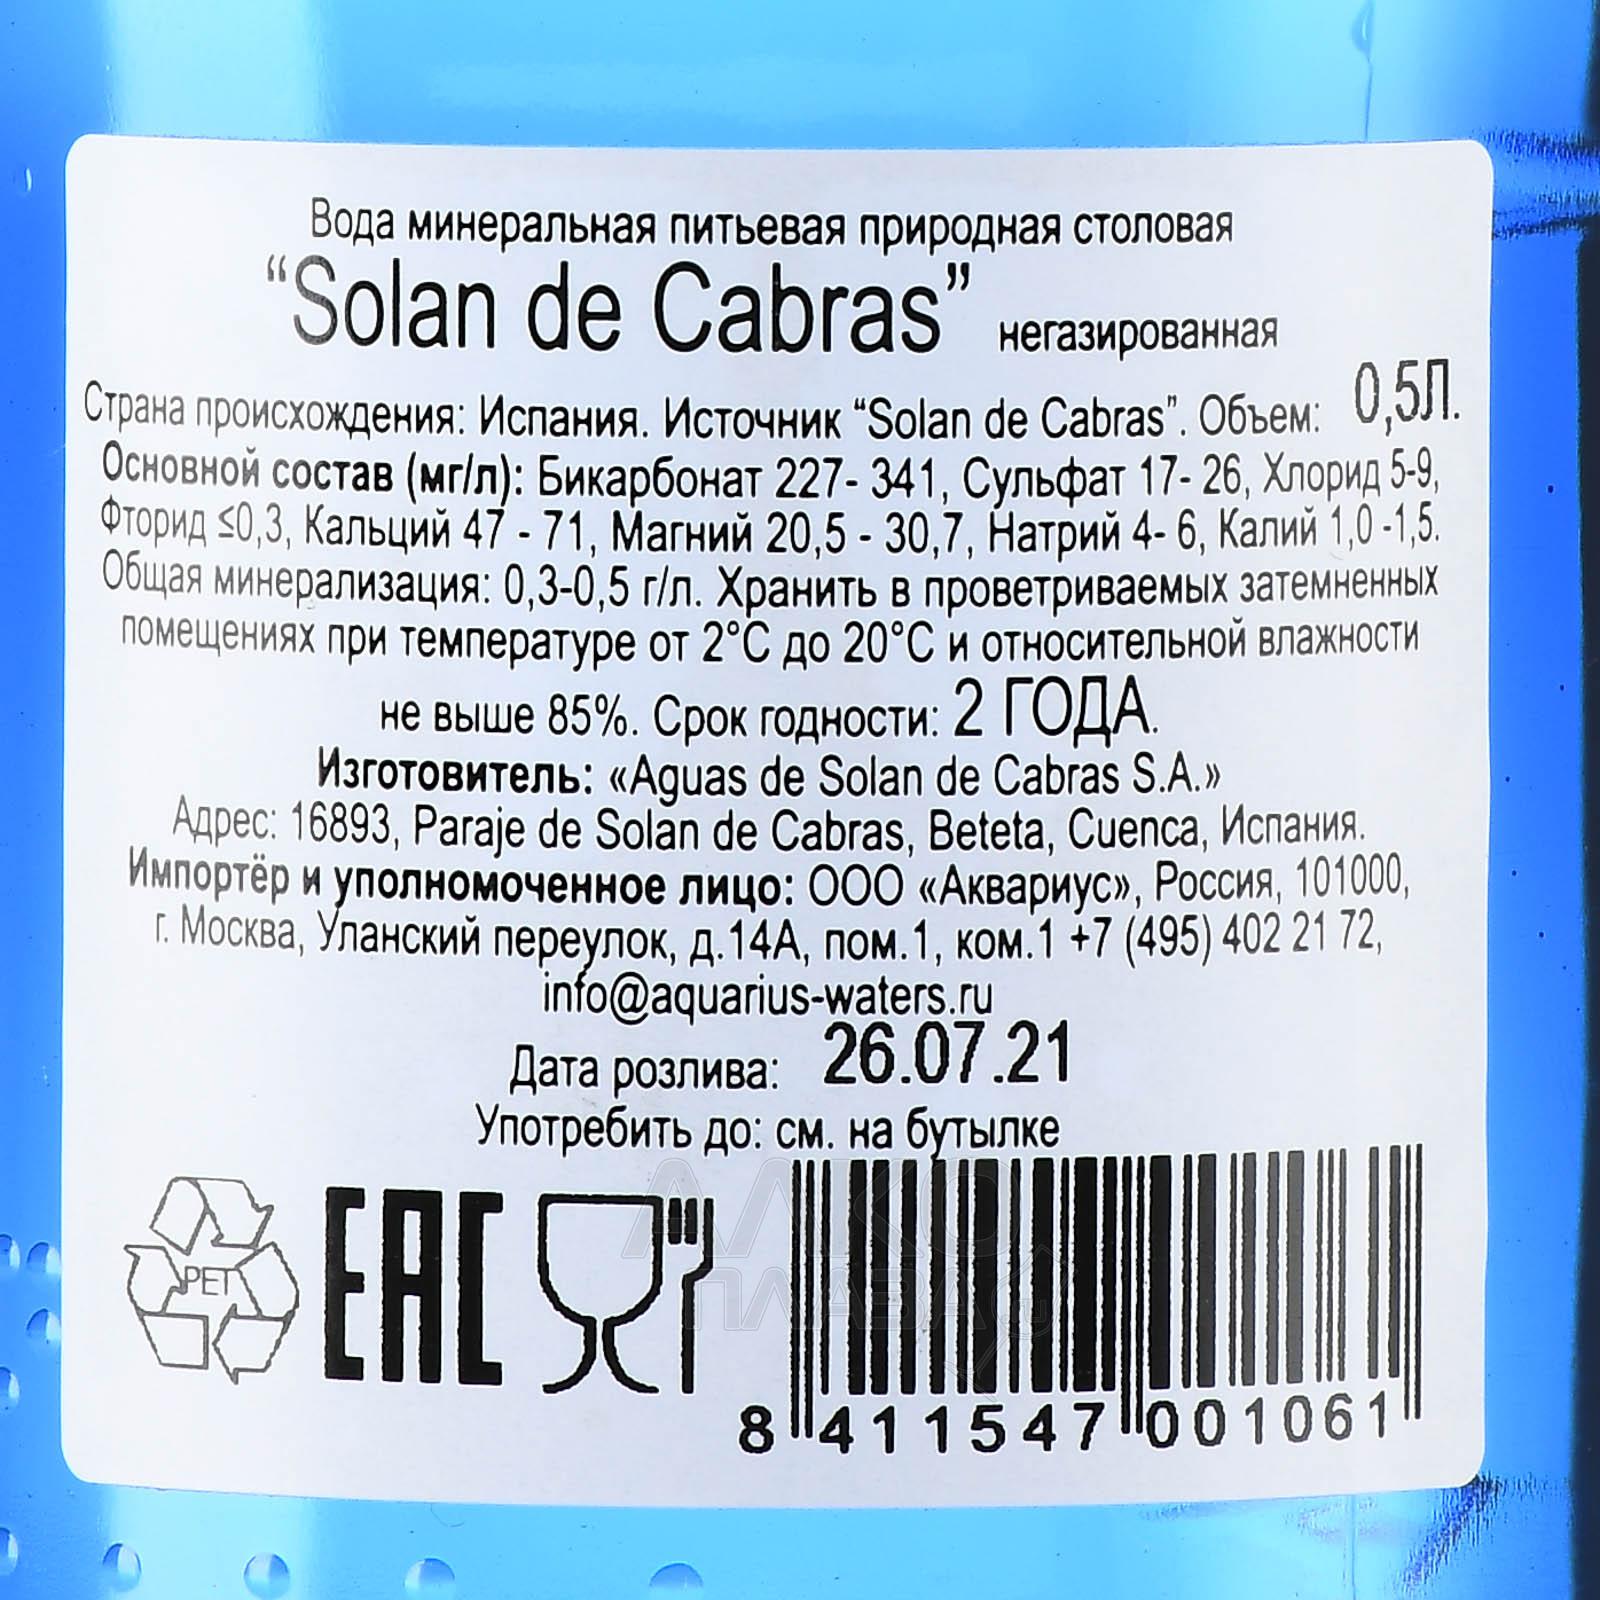 Вода минеральная питьевая природная столовая
“Solan de Cabras” негазированная
Страна происхождения: Испания. Источник “Solan de Cabras”. Объем: 0,5Л.
Основной состав (мг/л): Бикарбонат 227- 341, Сульфат 17- 26, Хлорид 5-9,
Фторид ≤0,3, Кальций 47 - 71, Магний 20,5 - 30,7, Натрий 4- 6, Калий 1,0 -1,5.
Общая минерализация: 0,3-0,5 г/л. Хранить в проветриваемых затемненных
помещениях при температуре от 2°C до 20°C и относительной влажности
не выше 85%. Срок годности: 2 ГОДА.
Изготовитель: «Aguas de Solan de Cabras S.A.»
Адрес: 16893, Paraje de Solan de Cabras, Beteta, Cuenca, Испания.
Импортёр и уполномоченное лицо: ООО «Аквариус», Россия, 101000,
г. Москва, Уланский переулок, д.14А, пом.1, ком.1 +7 (495) 402 21 72,
info@aquarius-waters.ru
Дата розлива: 26.07.21
Употребить до: см. на бутылке
PET
EAC
АЛКО
ПЛАЗА
ru
8 411547 001061